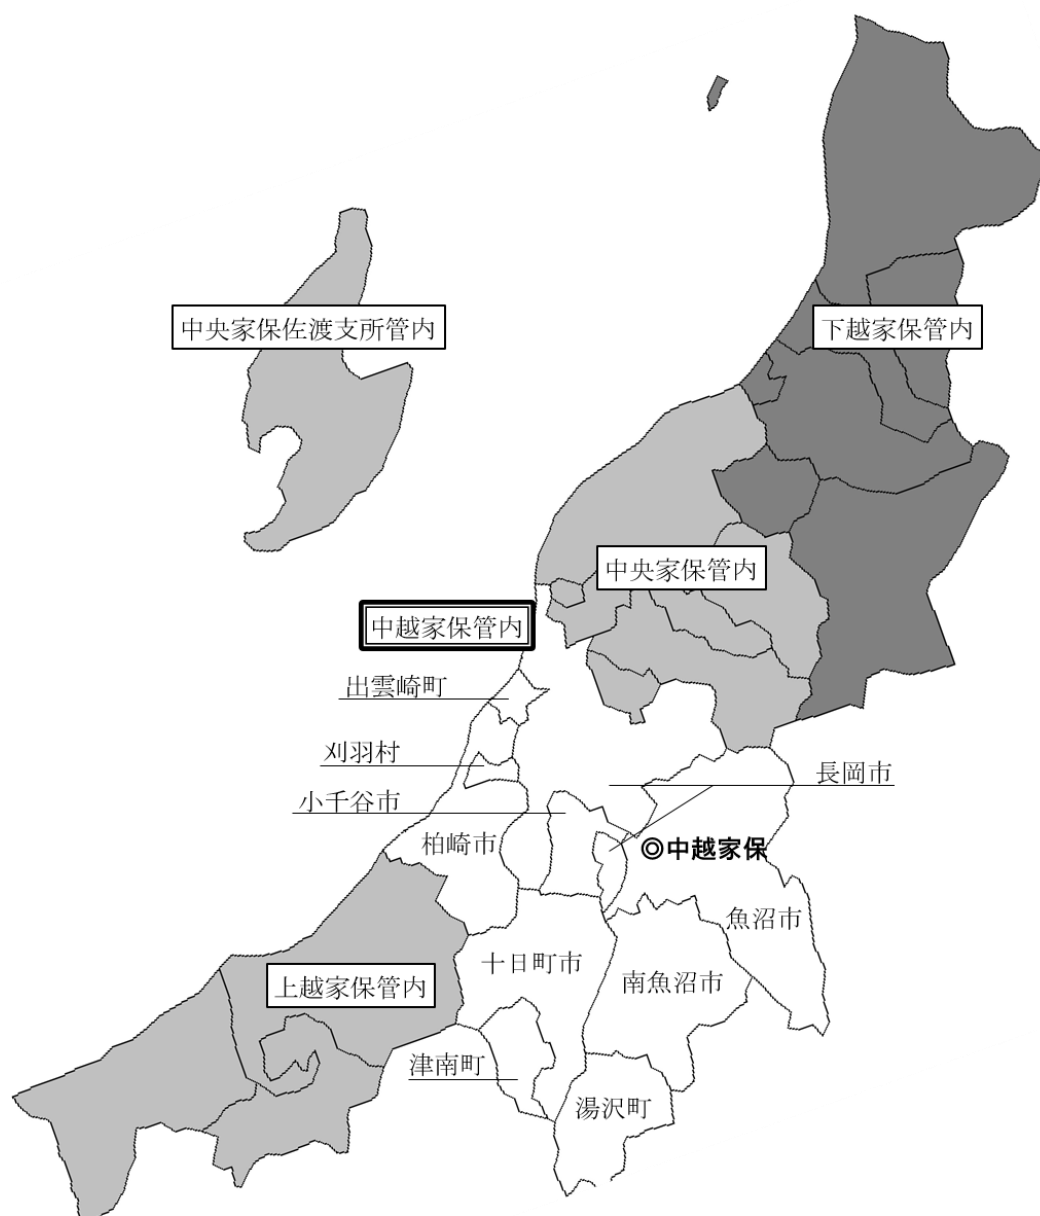 中央家保佐渡支所管内
下越家保管内
中央家保管内
中越家保管内
出雲崎町
刈羽村
長岡市
小千谷市
柏崎市
◎中越家保
魚沼市
十日町市
南魚沼市
上越家保管内
津南町
湯沢町